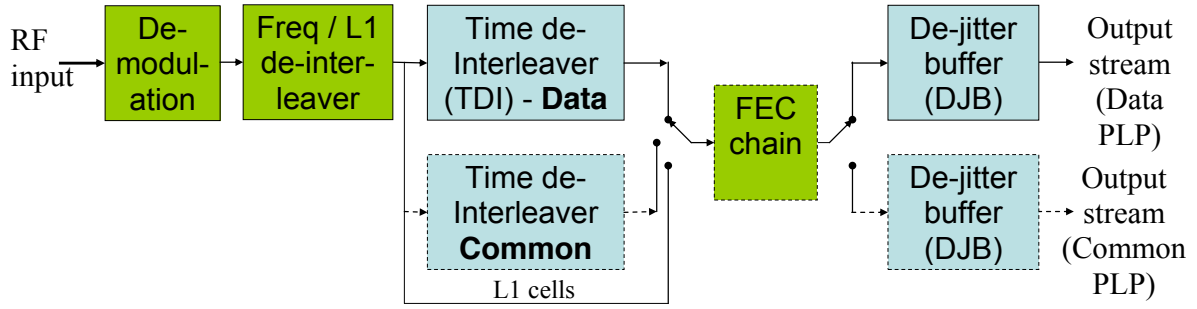 RF
input
De-
modul-
ation
Freq / L1
de-inter-
leaver
Time de-
Interleaver
(TDI) - Data
Time de-
Interleaver
Common
L1 cells
FEC
chain
De-jitter
buffer
(DJB)
Output
stream
(Data
PLP)
De-jitter
buffer
(DJB)
Output
stream
(Common
PLP)